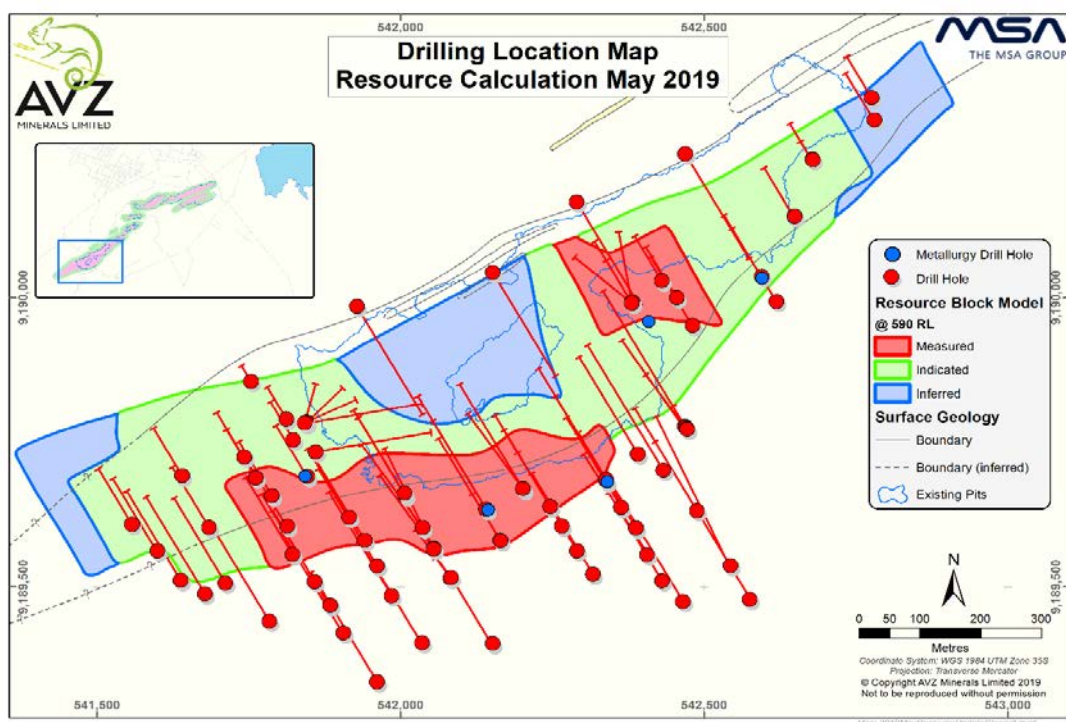 542,000
542,500
AVZ
MINERALS LIMITED
Drilling Location Map
Resource Calculation May 2019
MSA
THE MSA GROUP
9,190,000
9,190,000
Metallurgy Drill Hole
Drill Hole
Resource Block Model
@ 590 RL
Measured
Indicated
Inferred
Surface Geology
Boundary
Boundary (inferred)
Existing Pits
9,189,500
9,189,500
N
0 50 100 200 300
Metres
Coordinate System: WGS 1984 UTM Zone 35S
Projection: Transverse Mercator
© Copyright AVZ Minerals Limited 2019
Not to be reproduced without permission
541,500
542,000
542,500
543,000